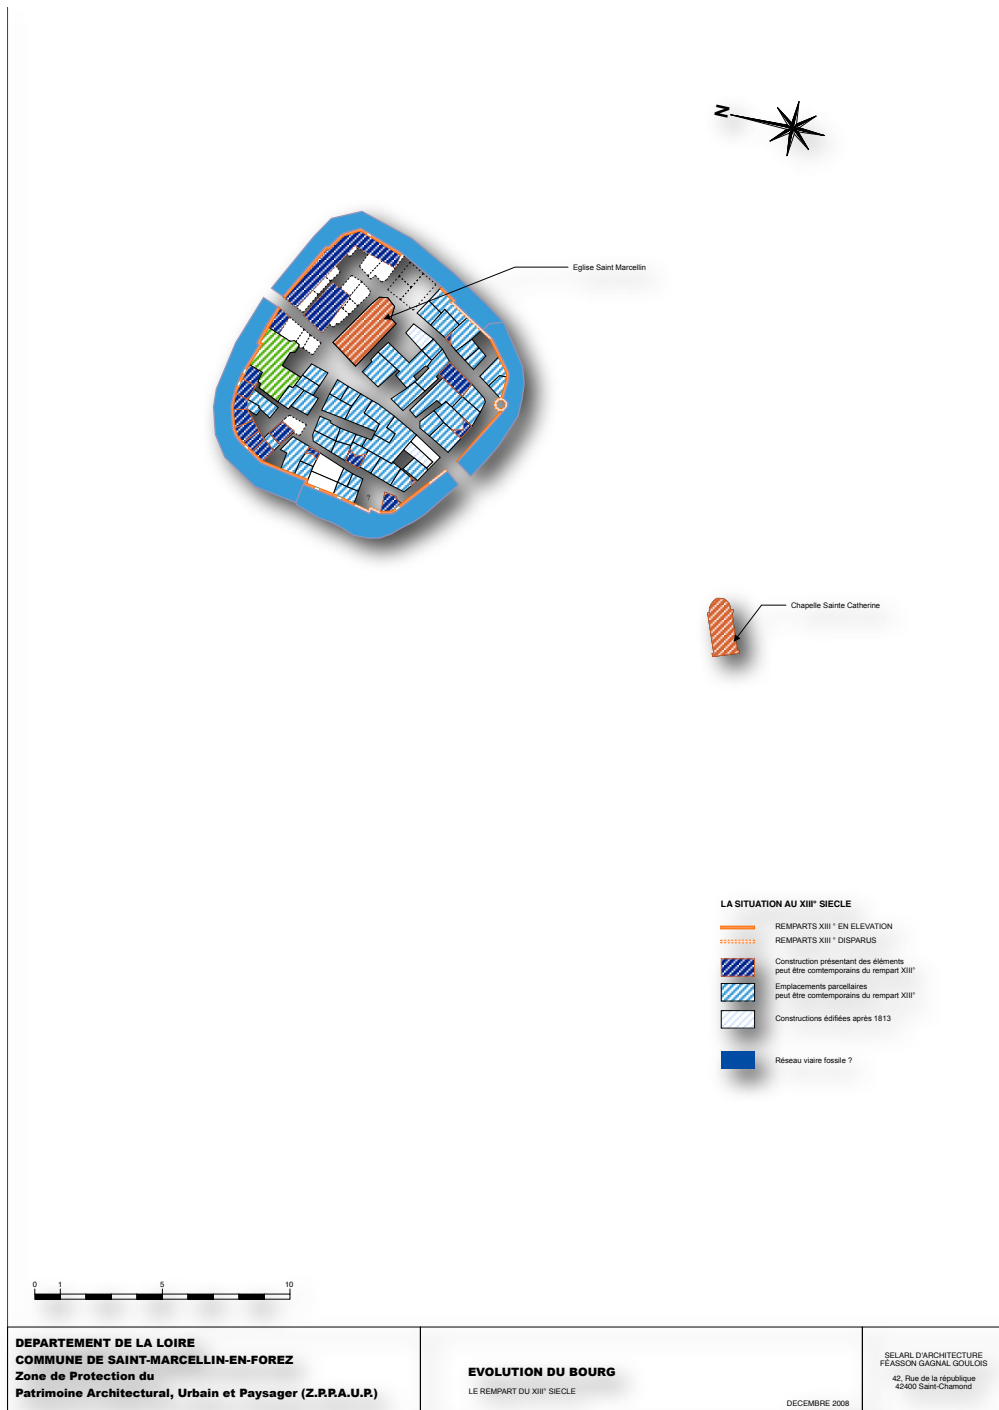 N
Eglise Saint Marcellin
?
Chapelle Sainte Catherine
LA SITUATION AU XIII° SIECLE
REMPARTS XIII ° EN ELEVATION
REMPARTS XIII ° DISPARUS
Construction présentant des éléments
peut être comtemporains du rempart XIII°
Emplacements parcellaires
peut être comtemporains du rempart XIII°
Constructions édifiées après 1813
Réseau viaire fossile ?
0 1 5 10
DEPARTEMENT DE LA LOIRE
COMMUNE DE SAINT-MARCELLIN-EN-FOREZ
Zone de Protection du
Patrimoine Architectural, Urbain et Paysager (Z.P.P.A.U.P.)
EVOLUTION DU BOURG
LE REMPART DU XIII° SIECLE
DECEMBRE 2008
SELARL D'ARCHITECTURE
FÉASSON GAGNAL GOULOIS
42, Rue de la république
42400 Saint-Chamond